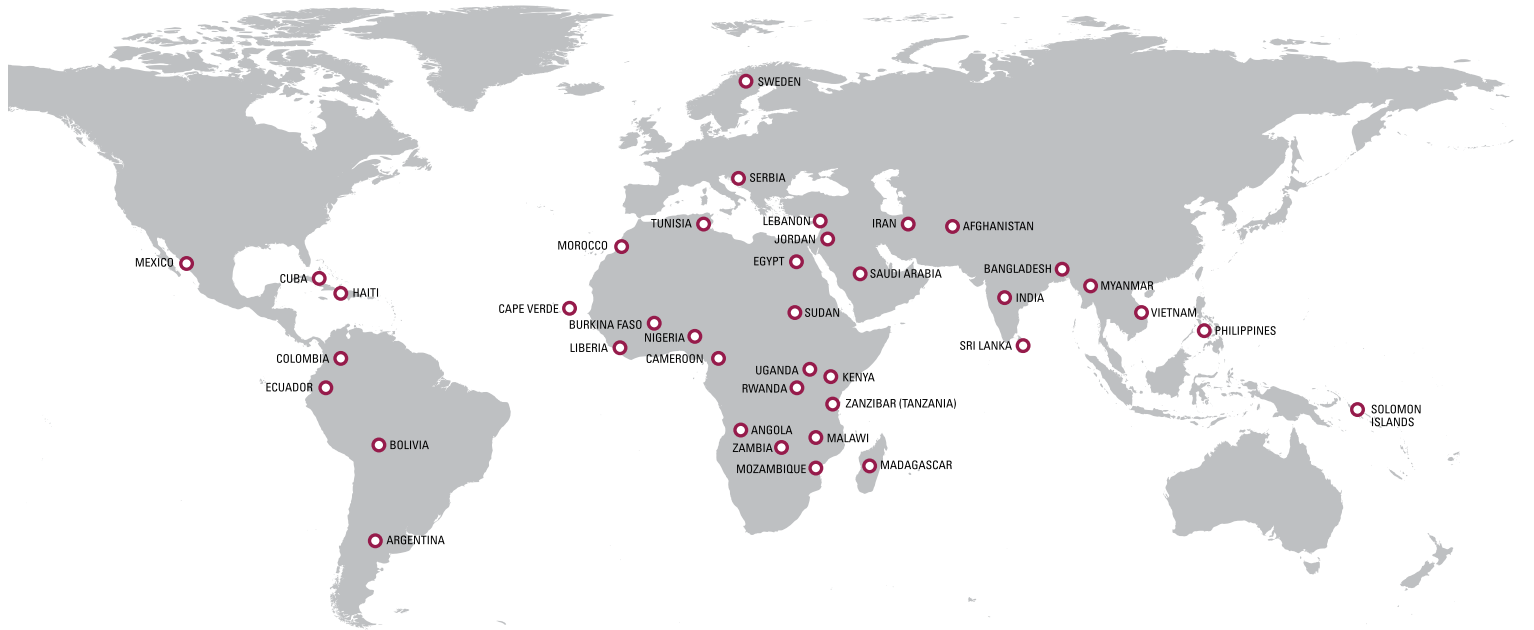 SWEDEN
SERBIA
TUNISIA
LEBANON
IRAN
AFGHANISTAN
JORDAN
MOROCCO
EGYPT
MEXICO
SAUDI ARABIA
BANGLADESH
CUBA
MYANMAR
HAITI
INDIA
CAPE VERDE
SUDAN
VIETNAM
BURKINA FASO
PHILIPPINES
NIGERIA
LIBERIA
SRI LANKA
COLOMBIA
CAMEROON
UGANDA
KENYA
ECUADOR
RWANDA
ZANZIBAR (TANZANIA)
SOLOMON
ISLANDS
ANGOLA
MALAWI
BOLIVIA
ZAMBIA
MOZAMBIQUE
MADAGASCAR
ARGENTINA